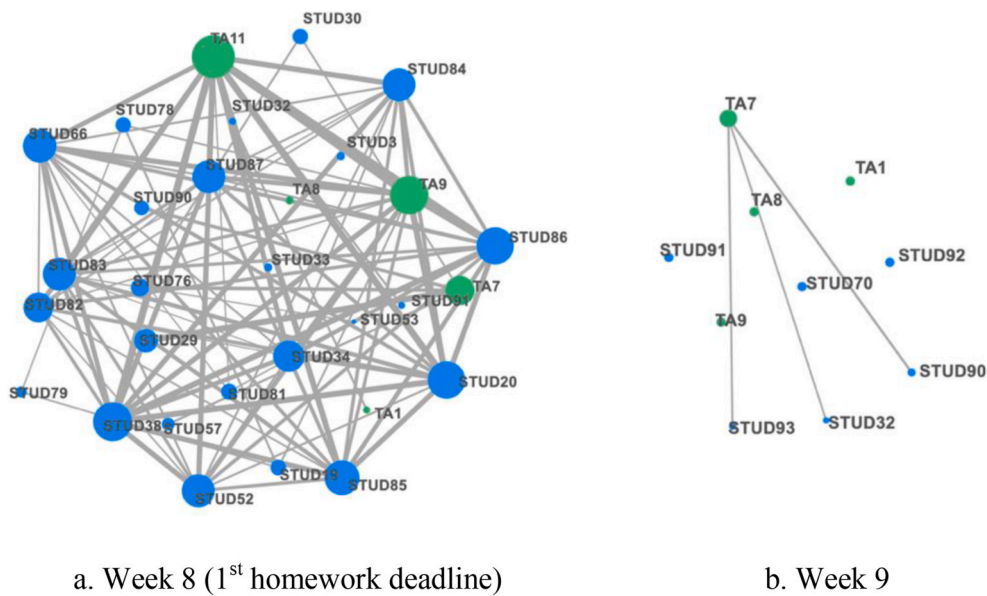 STUD30
TA11
STUD84
STUD32
STUD78
STUD66
STUD3
STUD87
TA9
TA8
STUD90
STUD86
STUD33
STUD83
STUD76
TA7
STUD91
STUD82
STUD53
STUD29
STUD34
STUD20
STUD79
STUD81
TA1
STUD38
STUD57
STUD19
STUD85
STUD52
a. Week 8 (1st homework deadline)
TA7
TA1
TA8
STUD91
STUD92
STUD70
TA9
STUD90
STUD93
STUD32
b. Week 9